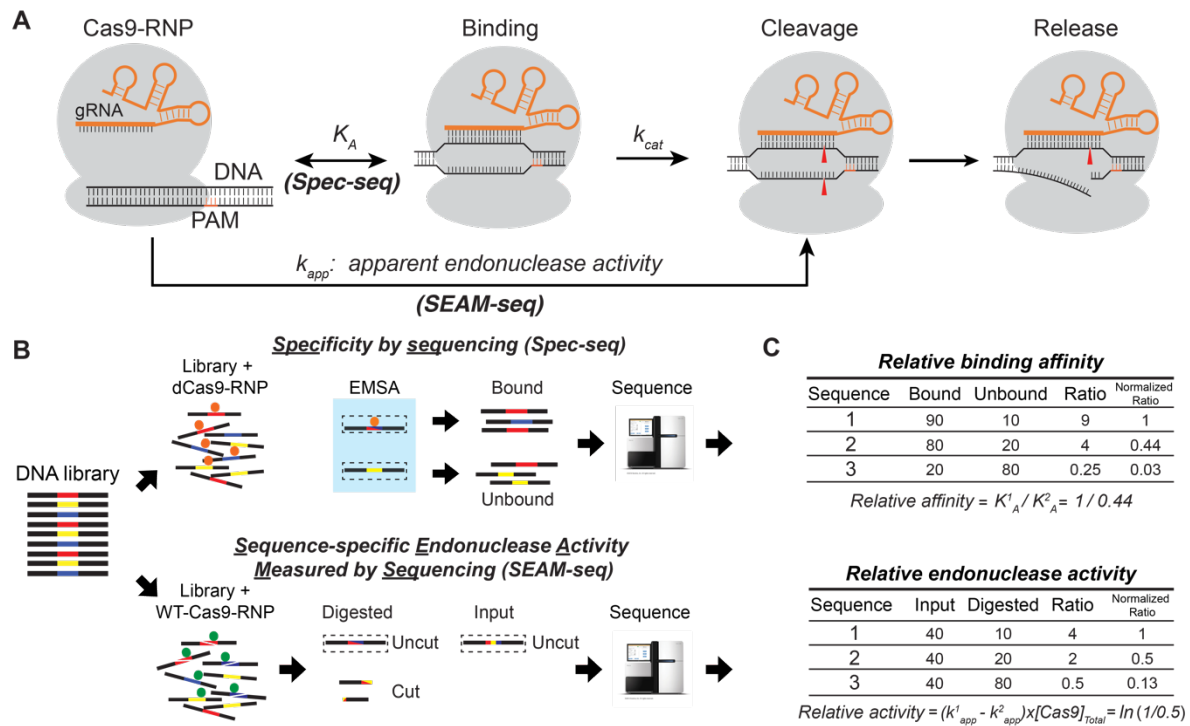 A
Cas9-RNP
Binding
Cleavage
Release
gRNA
DNA
PAM
K_A
(Spec-seq)
k_cat
k_app: apparent endonuclease activity
(SEAM-seq)
B
Specificity by sequencing (Spec-seq)
Library +
dCas9-RNP
EMSA
Bound
Unbound
Sequence
DNA library
Sequence-specific Endonuclease Activity
Measured by Sequencing (SEAM-seq)
Library +
WT-Cas9-RNP
Digested
Input
Uncut
Uncut
Cut
Sequence
C
Relative binding affinity
Sequence Bound Unbound Ratio Normalized Ratio
1 90 10 9 1
2 80 20 4 0.44
3 20 80 0.25 0.03
Relative affinity = K¹_A / K²_A = 1 / 0.44
Relative endonuclease activity
Sequence Input Digested Ratio Normalized Ratio
1 40 10 4 1
2 40 20 2 0.5
3 40 80 0.5 0.13
Relative activity = (k¹_app - k²_app)x[Cas9]_Total = ln (1/0.5)